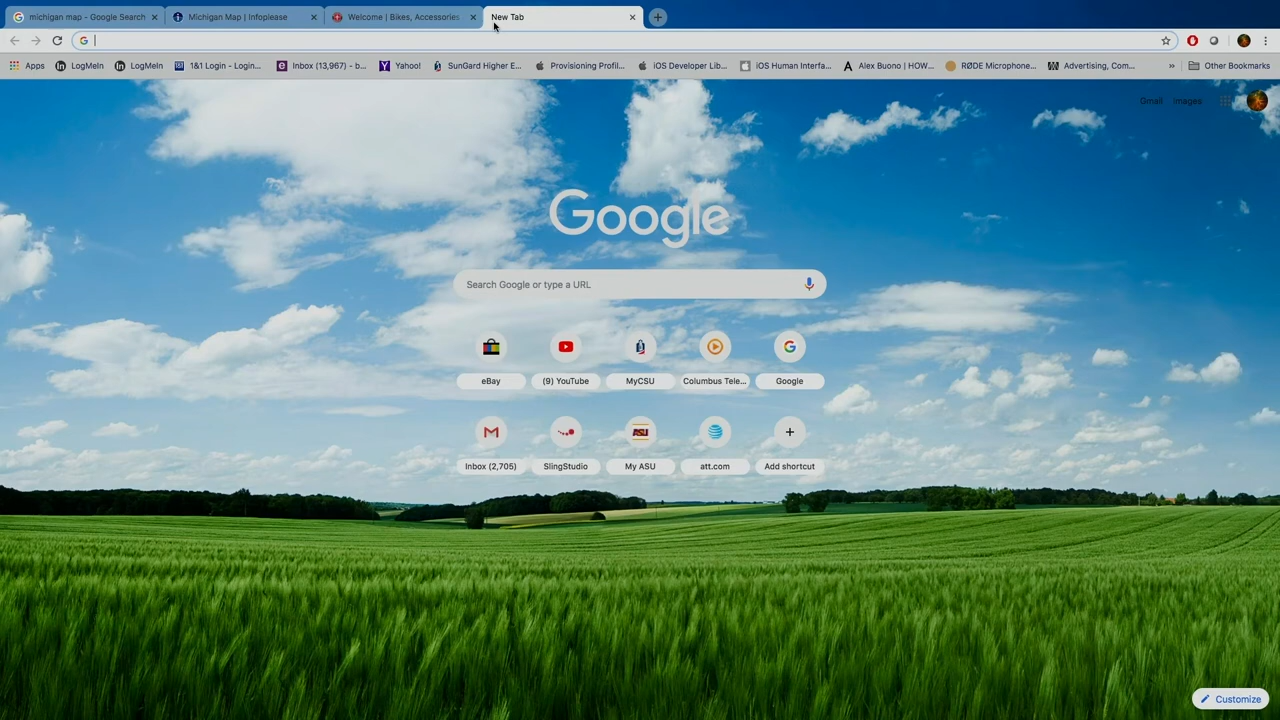 michigan map - Google Search
Michigan Map | Infoplease
Welcome | Bikes, Accessories
New Tab
Apps
LogMeIn
LogMeIn
1&1 Login - Login...
Inbox (13,967) - b...
Yahoo!
SunGard Higher E...
Provisioning Profil...
iOS Developer Lib...
iOS Human Interfa...
Alex Buono | HOW...
RØDE Microphone...
Advertising, Com...
»
Other Bookmarks
Gmail
Images
Google
Search Google or type a URL
eBay
(9) YouTube
MyCSU
Columbus Tele...
Google
ASU
Inbox (2,705)
SlingStudio
My ASU
att.com
Add shortcut
Customize